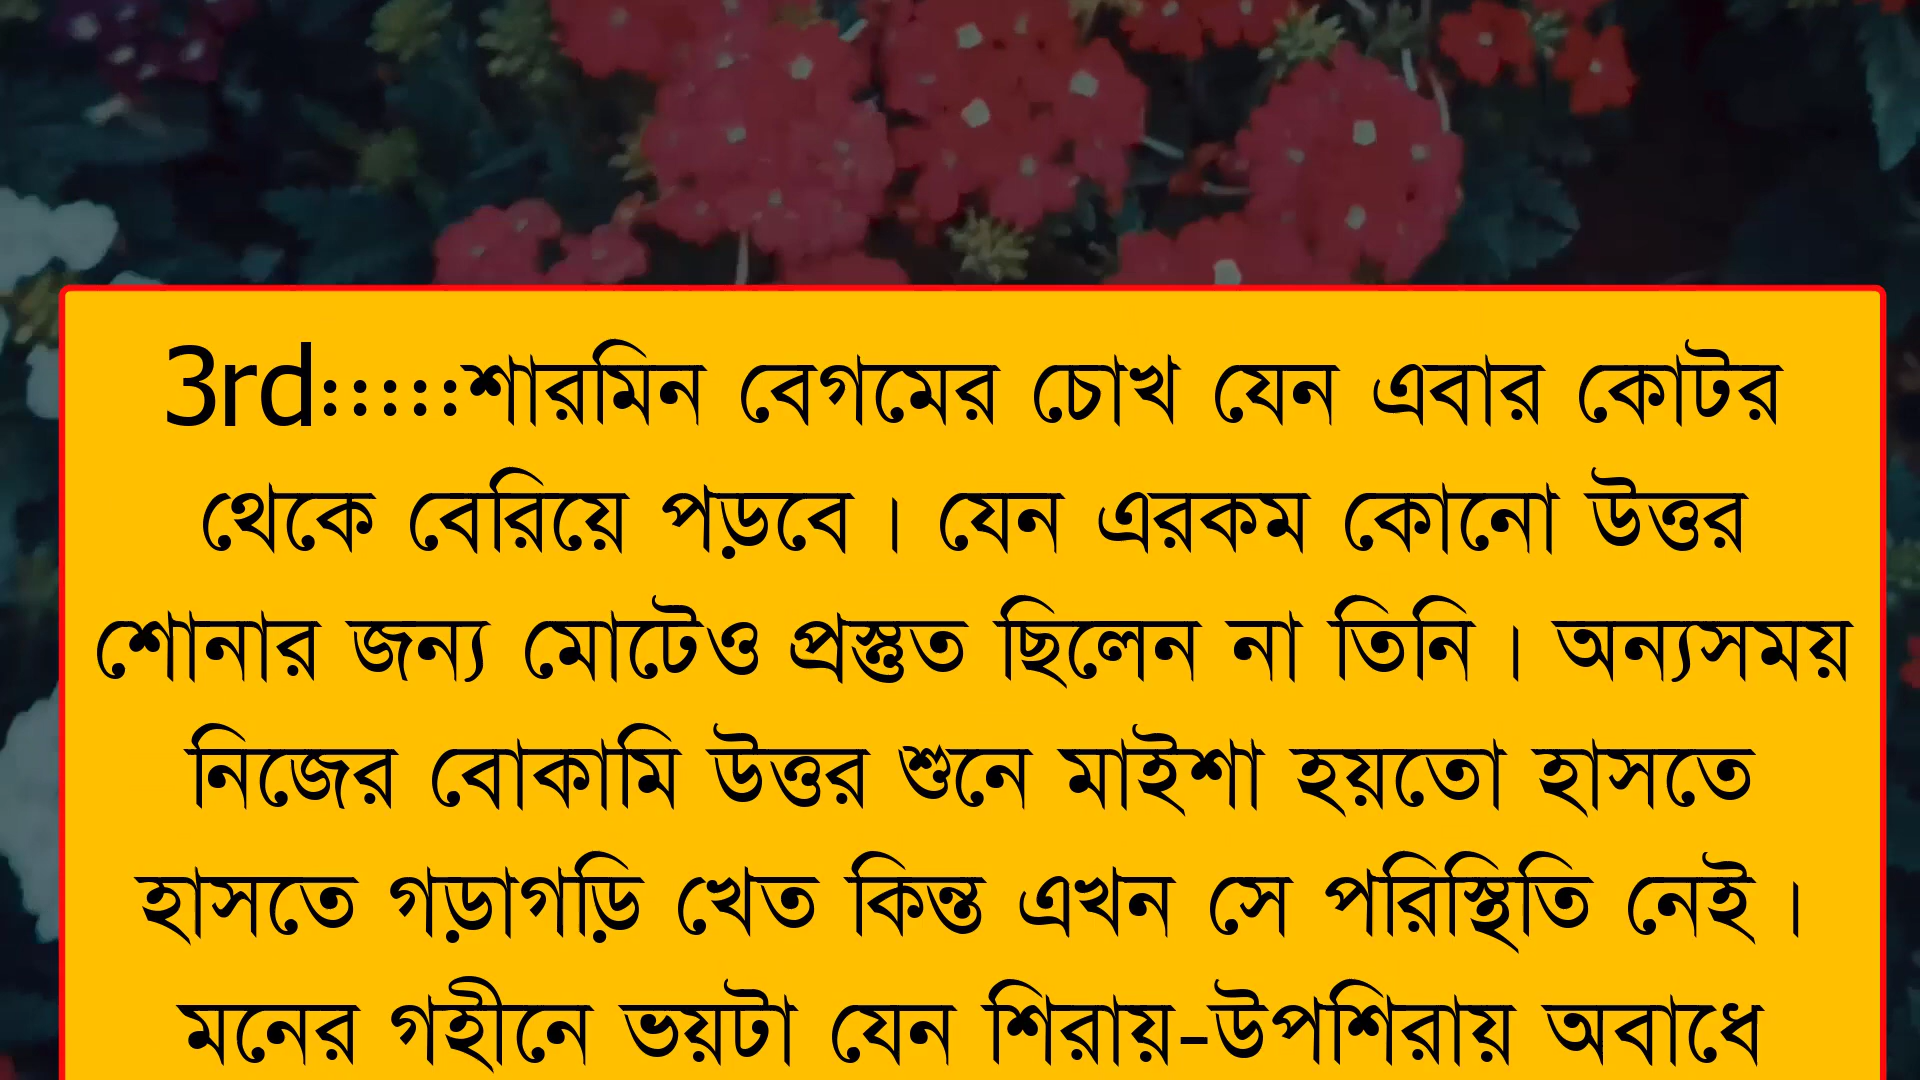 3rd:::::শারমিন বেগমের চোখ যেন এবার কোটর
থেকে বেরিয়ে পড়বে। যেন এরকম কোনো উত্তর
শোনার জন্য মোটেও প্রস্তুত ছিলেন না তিনি। অন্যসময়
নিজের বোকামি উত্তর শুনে মাইশা হয়তো হাসতে
হাসতে গড়াগড়ি খেত কিন্ত এখন সে পরিস্থিতি নেই।
মনের গহীনে ভয়টা যেন শিরায়-উপশিরায় অবাধে